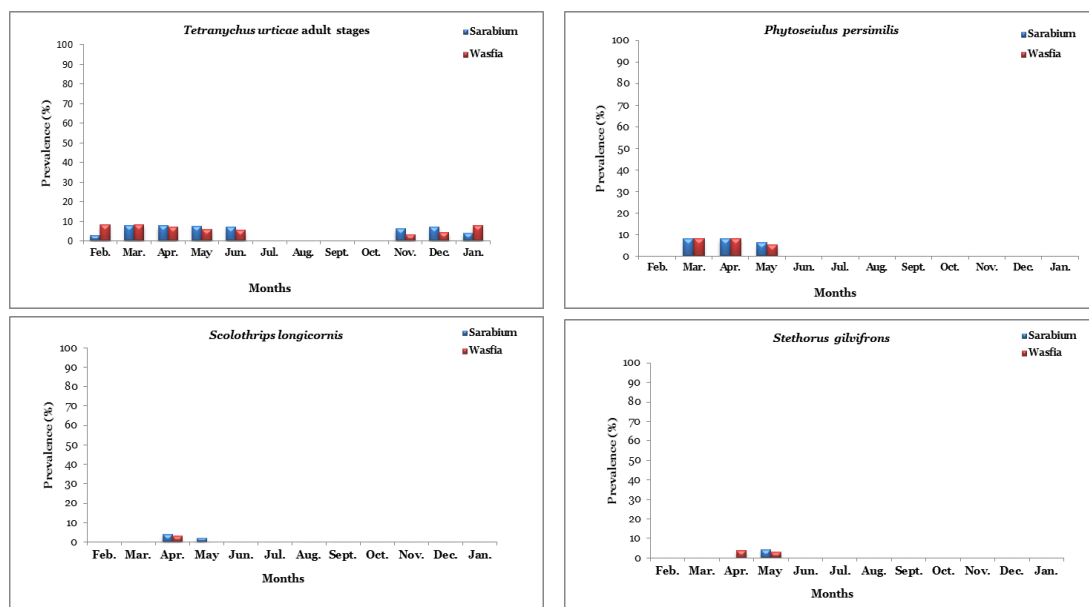 Tetranychus urticae adult stages
Sarabium
Wasfia
Prevalence (%)
100
90
80
70
60
50
40
30
20
10
0
Feb. Mar. Apr. May Jun. Jul. Aug. Sept. Oct. Nov. Dec. Jan.
Months
Phytoseiulus persimilis
Sarabium
Wasfia
Prevalence (%)
100
90
80
70
60
50
40
30
20
10
0
Feb. Mar. Apr. May Jun. Jul. Aug. Sept. Oct. Nov. Dec. Jan.
Months
Scolothrips longicornis
Sarabium
Wasfia
Prevalence (%)
100
90
80
70
60
50
40
30
20
10
0
Feb. Mar. Apr. May Jun. Jul. Aug. Sept. Oct. Nov. Dec. Jan.
Months
Stethorus gilvifrons
Sarabium
Wasfia
Prevalence (%)
100
90
80
70
60
50
40
30
20
10
0
Feb. Mar. Apr. May Jun. Jul. Aug. Sept. Oct. Nov. Dec. Jan.
Months